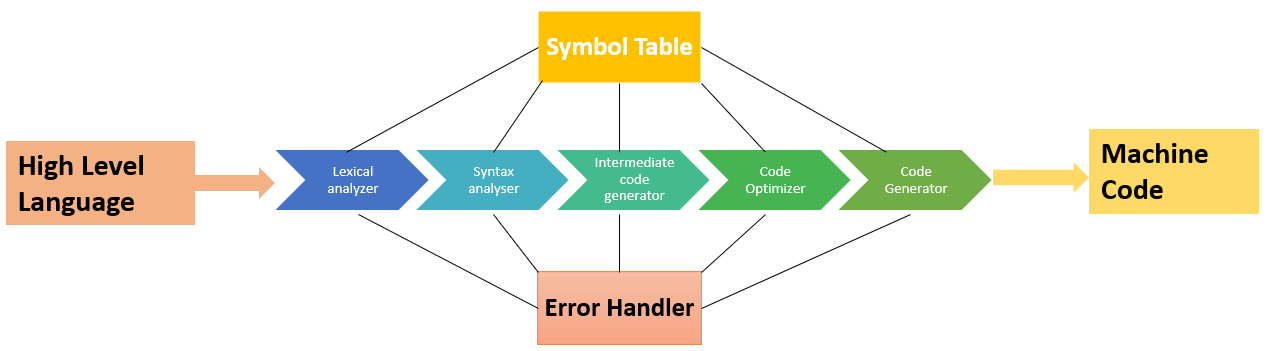 Symbol Table
High Level
Language
Lexical
analyzer
Syntax
analyser
Intermediate
code
generator
Code
Optimizer
Code
Generator
Machine
Code
Error Handler